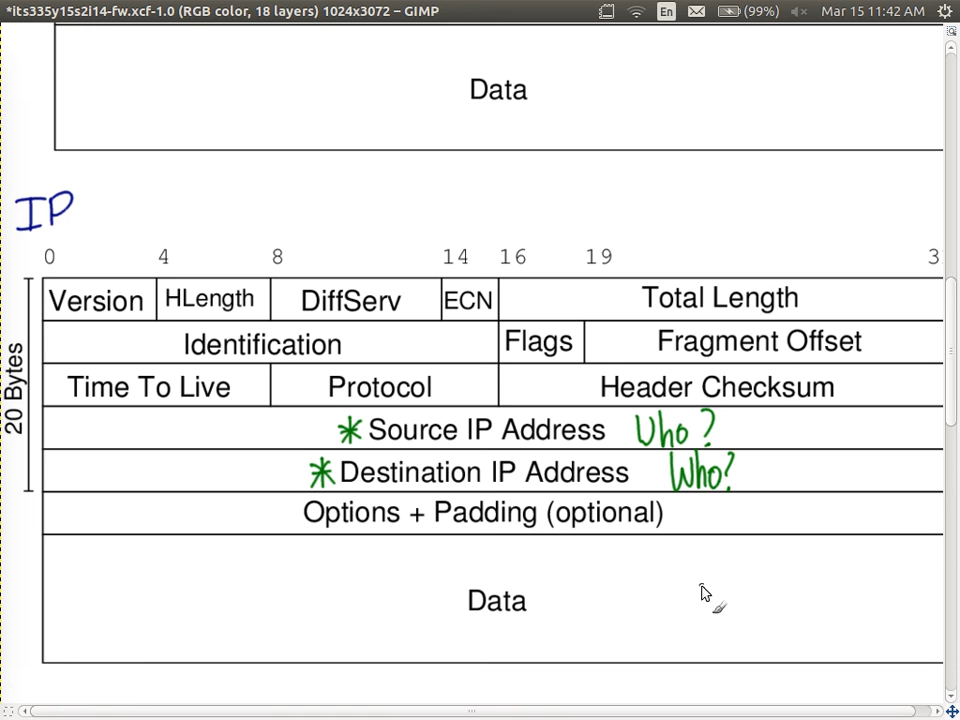 *its335y15s2i14-fw.xcf-1.0 (RGB color, 18 layers) 1024x3072 – GIMP En (99%) Mar 15 11:42 AM
Data
IP
0 4 8 14 16 19 3
Version HLength DiffServ ECN Total Length
Identification Flags Fragment Offset
Time To Live Protocol Header Checksum
20 Bytes
* Source IP Address Who?
* Destination IP Address Who?
Options + Padding (optional)
Data